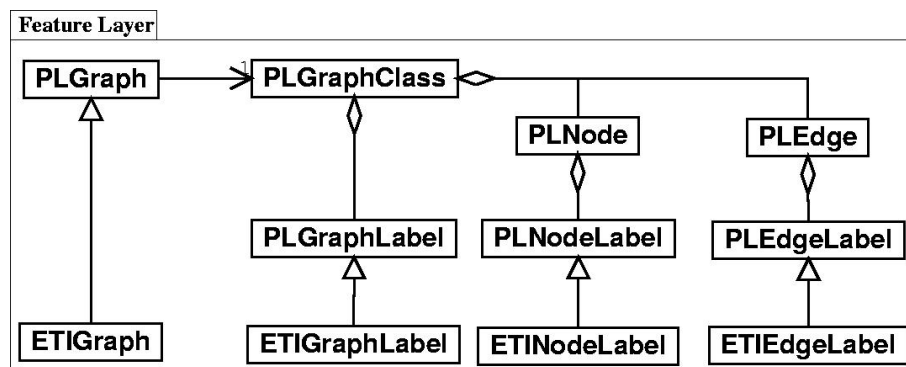 Feature Layer
PLGraph
1
PLGraphClass
PLNode
PLEdge
PLGraphLabel
PLNodeLabel
PLEdgeLabel
ETIGraph
ETIGraphLabel
ETINodeLabel
ETIEdgeLabel